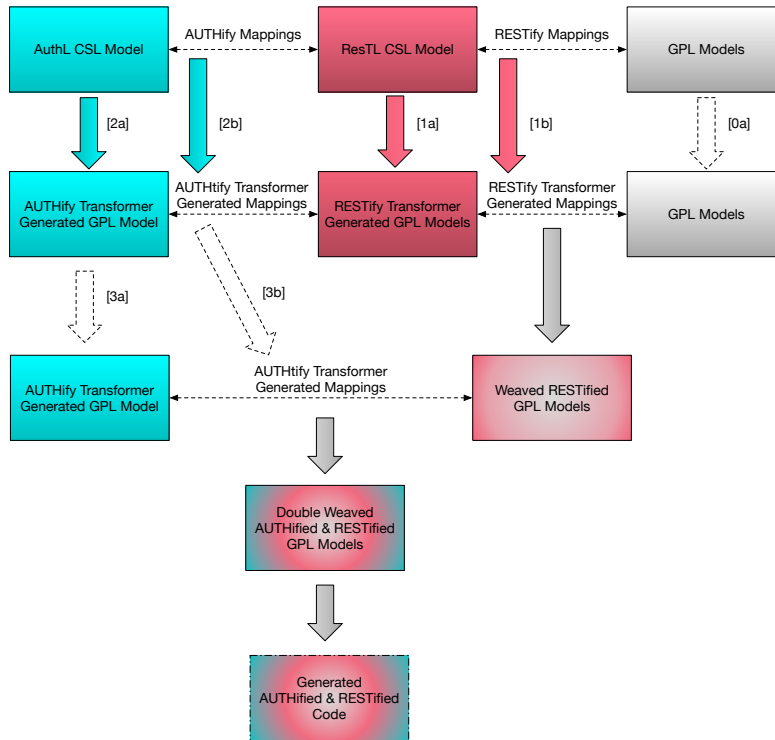 AuthL CSL Model
AUTHify Mappings
ResTL CSL Model
RESTify Mappings
GPL Models
[2a]
[2b]
[1a]
[1b]
[0a]
AUTHify Transformer
Generated GPL Model
AUTHtify Transformer
Generated Mappings
RESTify Transformer
Generated GPL Models
RESTify Transformer
Generated Mappings
GPL Models
[3a]
[3b]
AUTHify Transformer
Generated GPL Model
AUTHtify Transformer
Generated Mappings
Weaved RESTified
GPL Models
Double Weaved
AUTHified & RESTified
GPL Models
Generated
AUTHified & RESTified
Code